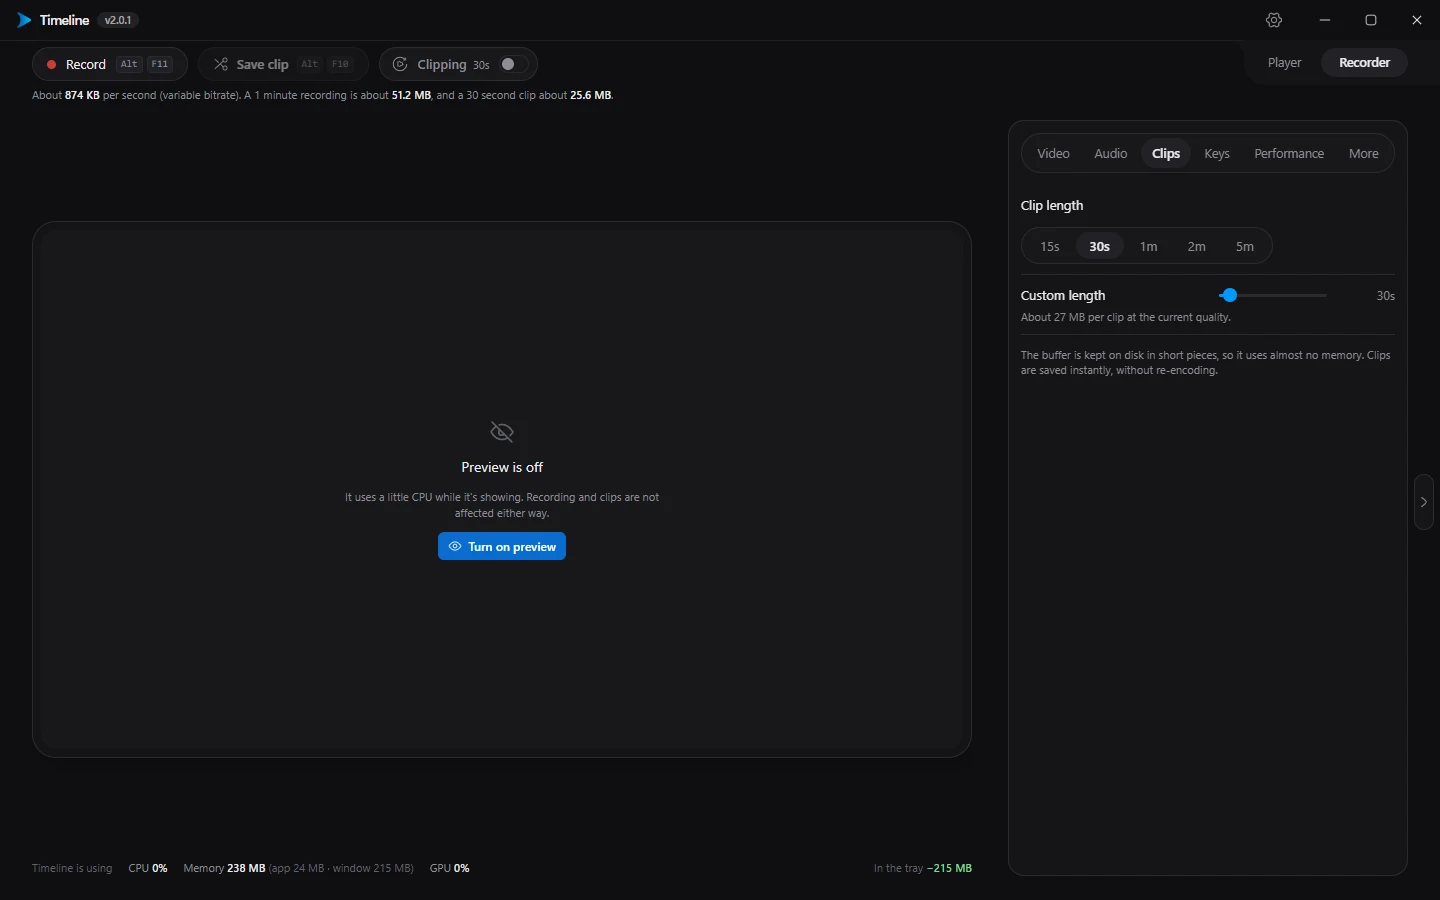 Timeline v2.0.1
Record Alt F11 Save clip Alt F10 Clipping 30s Player Recorder
About 874 KB per second (variable bitrate). A 1 minute recording is about 51.2 MB, and a 30 second clip about 25.6 MB.
Video Audio Clips Keys Performance More
Clip length
15s 30s 1m 2m 5m
Custom length 30s
About 27 MB per clip at the current quality.
The buffer is kept on disk in short pieces, so it uses almost no memory. Clips
are saved instantly, without re-encoding.
Preview is off
It uses a little CPU while it's showing. Recording and clips are not
affected either way.
Turn on preview
Timeline is using CPU 0% Memory 238 MB (app 24 MB · window 215 MB) GPU 0% In the tray −215 MB